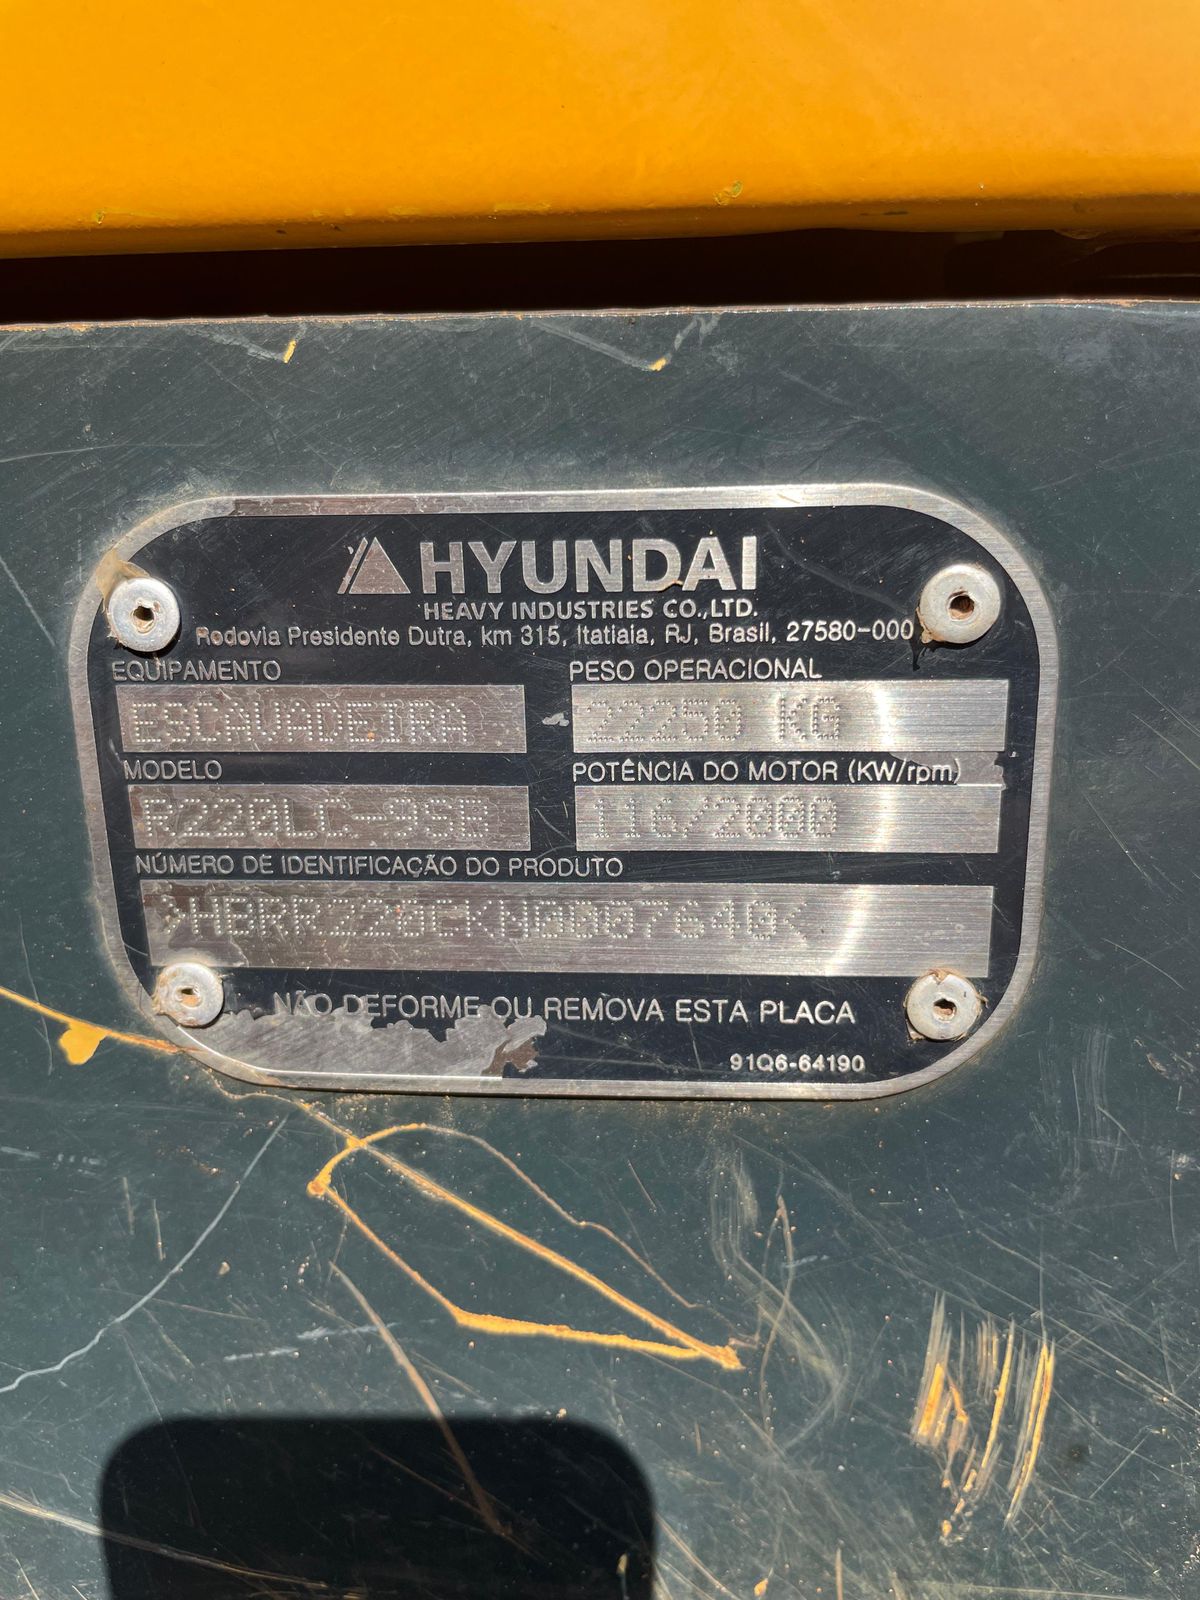 HYUNDAI
HEAVY INDUSTRIES CO.,LTD.
Rodovia Presidente Dutra, km 315, Itatiaia, RJ, Brasil, 27580-000
EQUIPAMENTO PESO OPERACIONAL
ESCAVADEIRA 22250 KG
MODELO POTÊNCIA DO MOTOR (KW/rpm)
R220LC-9SB 116/2000
NÚMERO DE IDENTIFICAÇÃO DO PRODUTO
NÃO DEFORME OU REMOVA ESTA PLACA
91Q6-64190